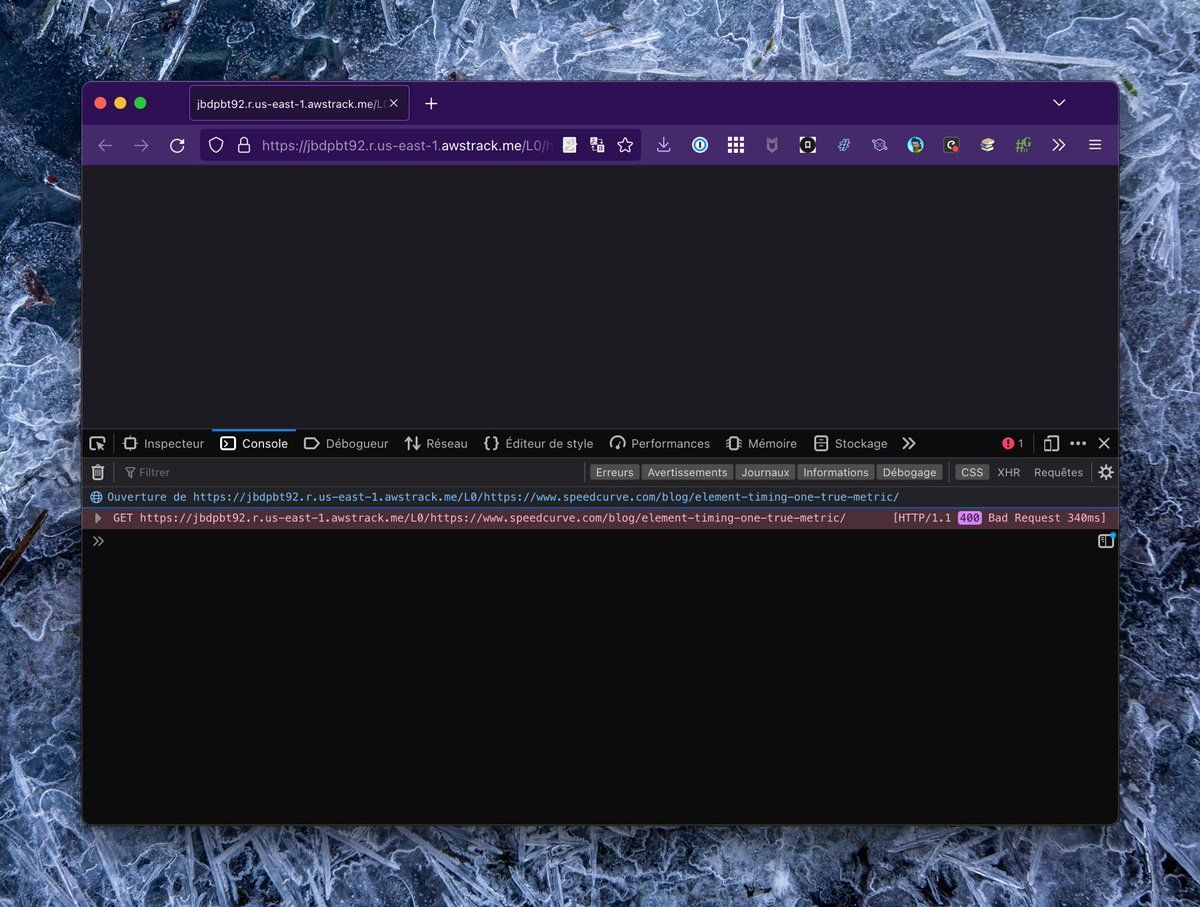 jbdpbt92.r.us-east-1.awstrack.me/L
https://jbdpbt92.r.us-east-1.awstrack.me/L0/h
Inspecteur Console Débogueur Réseau Éditeur de style Performances Mémoire Stockage 1
Filtrer Erreurs Avertissements Journaux Informations Débogage CSS XHR Requêtes
Ouverture de https://jbdpbt92.r.us-east-1.awstrack.me/L0/https://www.speedcurve.com/blog/element-timing-one-true-metric/
GET https://jbdpbt92.r.us-east-1.awstrack.me/L0/https://www.speedcurve.com/blog/element-timing-one-true-metric/ [HTTP/1.1 400 Bad Request 340ms]